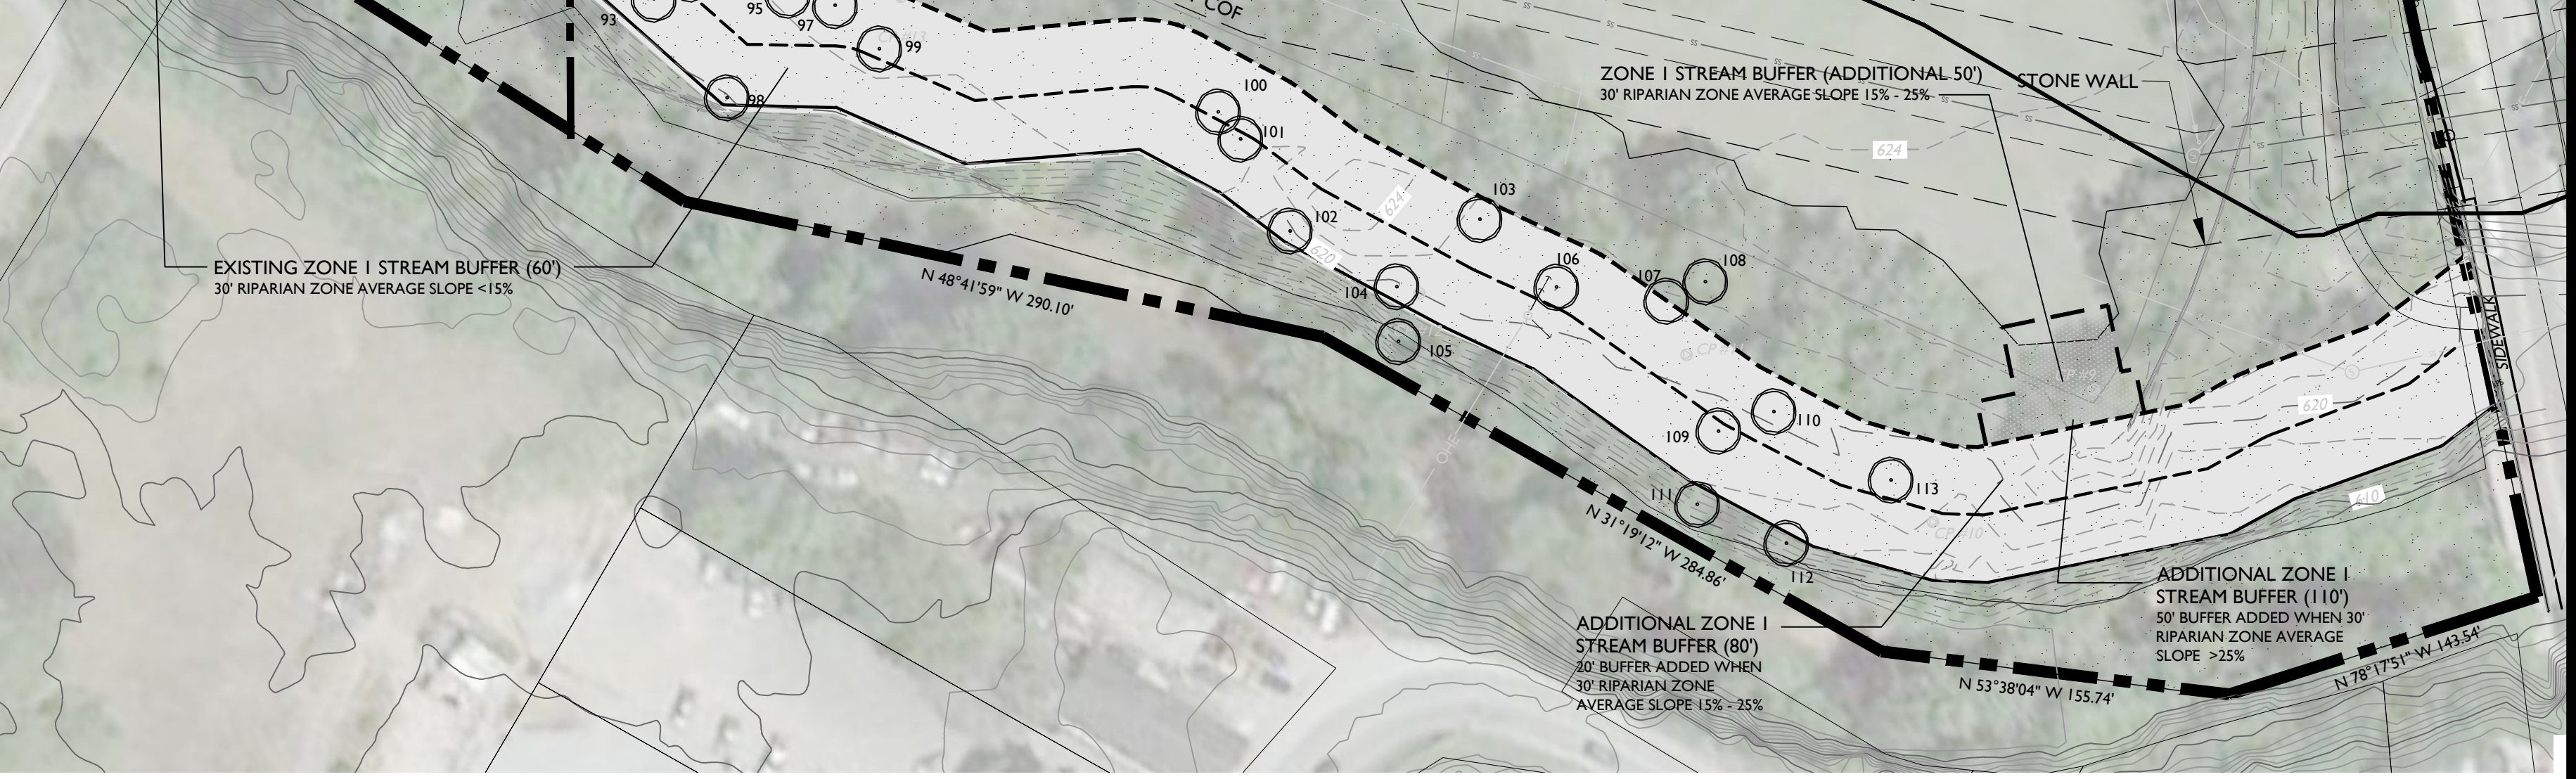 COF
93
95
97
99
98
100
101
102
103
104
105
106
107
108
109
110
111
112
113
ZONE 1 STREAM BUFFER (ADDITIONAL 50')
30' RIPARIAN ZONE AVERAGE SLOPE 15% - 25%
STONE WALL
624
624
620
620
610
SIDEWALK
EXISTING ZONE 1 STREAM BUFFER (60')
30' RIPARIAN ZONE AVERAGE SLOPE <15%
N 48°41'59" W 290.10'
N 31°19'12" W 284.86'
N 53°38'04" W 155.74'
N 78°17'51" W 143.54'
CP#10
ADDITIONAL ZONE 1
STREAM BUFFER (80')
20' BUFFER ADDED WHEN
30' RIPARIAN ZONE
AVERAGE SLOPE 15% - 25%
ADDITIONAL ZONE 1
STREAM BUFFER (110')
50' BUFFER ADDED WHEN 30'
RIPARIAN ZONE AVERAGE
SLOPE >25%